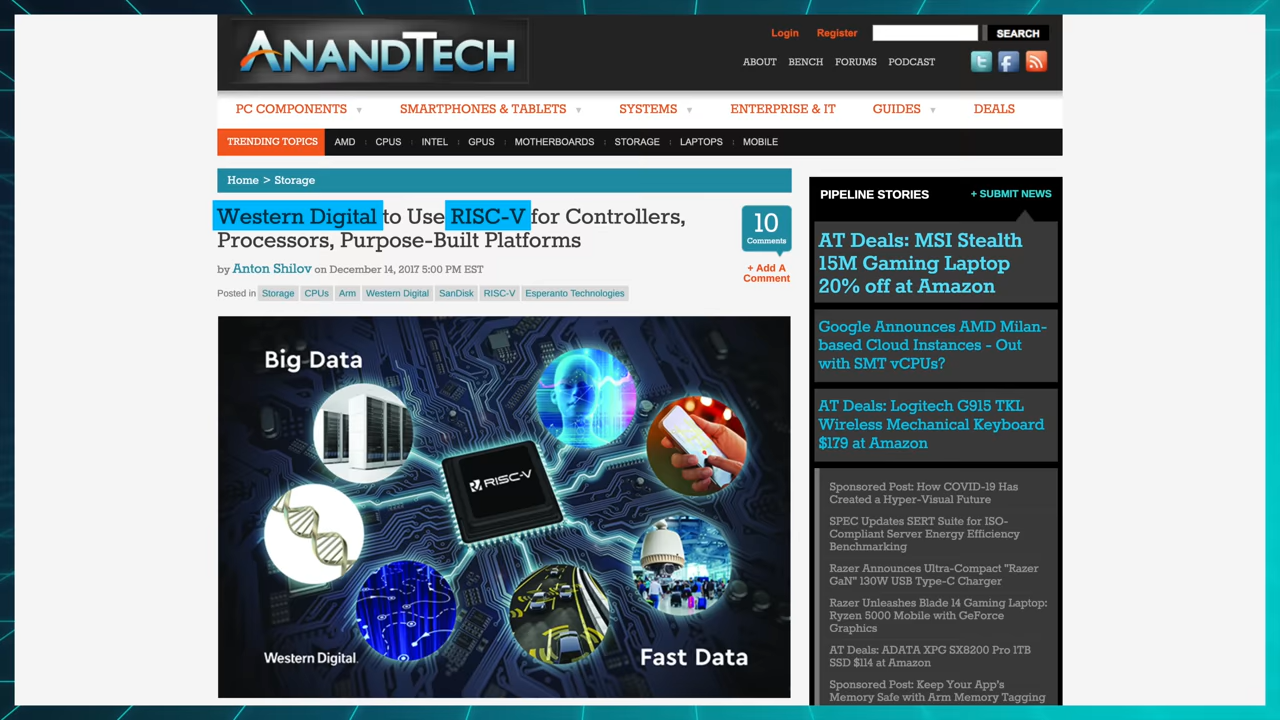 ANANDTECH
Login Register SEARCH
ABOUT BENCH FORUMS PODCAST
PC COMPONENTS SMARTPHONES & TABLETS SYSTEMS ENTERPRISE & IT GUIDES DEALS
TRENDING TOPICS AMD CPUS INTEL GPUS MOTHERBOARDS STORAGE LAPTOPS MOBILE
Home > Storage
Western Digital to Use RISC-V for Controllers,
Processors, Purpose-Built Platforms
by Anton Shilov on December 14, 2017 5:00 PM EST
Posted in Storage CPUs Arm Western Digital SanDisk RISC-V Esperanto Technologies
10
Comments
+ Add A
Comment
Big Data
RISC-V
Western Digital.
Fast Data
PIPELINE STORIES + SUBMIT NEWS
AT Deals: MSI Stealth
15M Gaming Laptop
20% off at Amazon
Google Announces AMD Milan-
based Cloud Instances - Out
with SMT vCPUs?
AT Deals: Logitech G915 TKL
Wireless Mechanical Keyboard
$179 at Amazon
Sponsored Post: How COVID-19 Has
Created a Hyper-Visual Future
SPEC Updates SERT Suite for ISO-
Compliant Server Energy Efficiency
Benchmarking
Razer Announces Ultra-Compact "Razer
GaN" 130W USB Type-C Charger
Razer Unleashes Blade 14 Gaming Laptop:
Ryzen 5000 Mobile with GeForce
Graphics
AT Deals: ADATA XPG SX8200 Pro 1TB
SSD $114 at Amazon
Sponsored Post: Keep Your App's
Memory Safe with Arm Memory Tagging